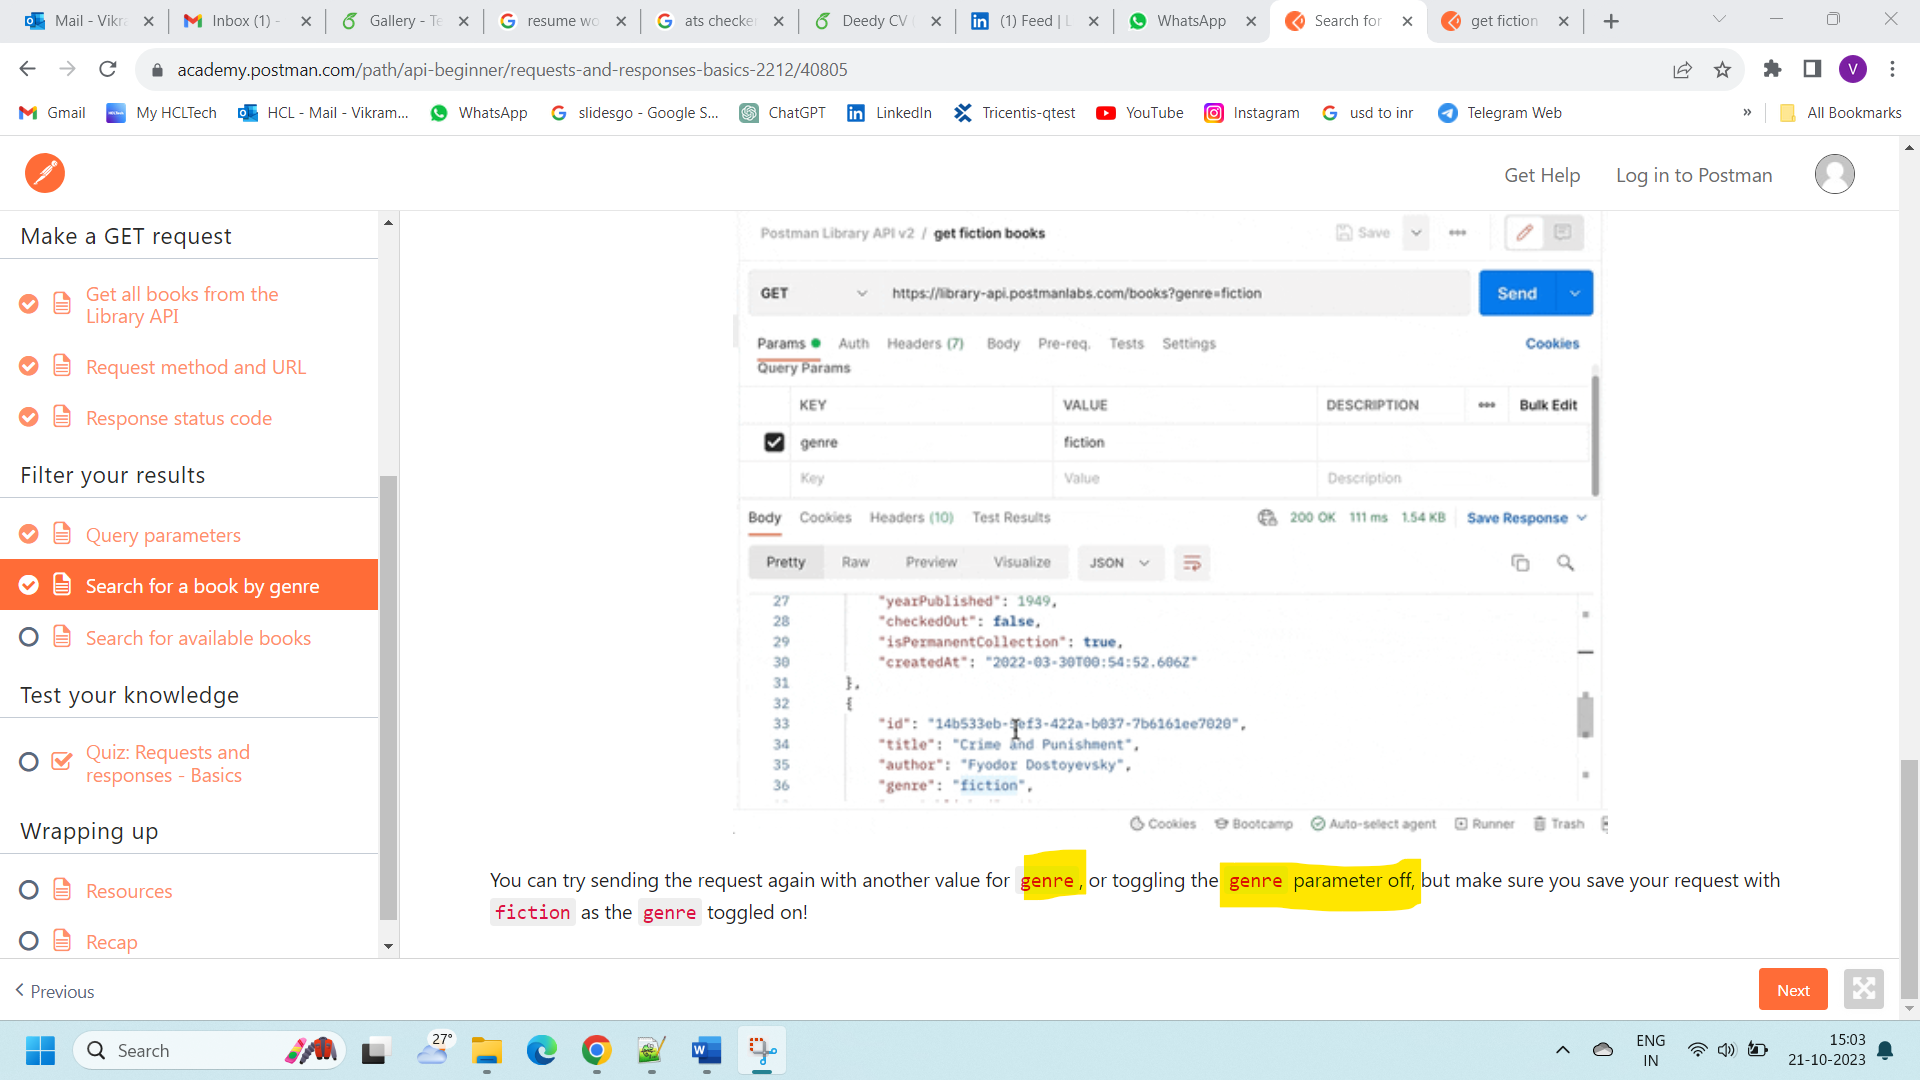 Mail - Vikra
Inbox (1) -
Gallery - Te
resume wo
ats checke
Deedy CV (
(1) Feed | L
WhatsApp
Search for
get fiction
academy.postman.com/path/api-beginner/requests-and-responses-basics-2212/40805
V
Gmail
My HCLTech
HCL - Mail - Vikram...
WhatsApp
slidesgo - Google S...
ChatGPT
LinkedIn
Tricentis-qtest
YouTube
Instagram
usd to inr
Telegram Web
»
All Bookmarks
Get Help
Log in to Postman
Make a GET request
Get all books from the
Library API
Request method and URL
Response status code
Filter your results
Query parameters
Search for a book by genre
Search for available books
Test your knowledge
Quiz: Requests and
responses - Basics
Wrapping up
Resources
Recap
Postman Library API v2 / get fiction books
Save
GET
https://library-api.postmanlabs.com/books?genre=fiction
Send
Params
Auth
Headers (7)
Body
Pre-req.
Tests
Settings
Cookies
Query Params
KEY
VALUE
DESCRIPTION
Bulk Edit
genre
fiction
Key
Value
Description
Body
Cookies
Headers (10)
Test Results
200 OK
111 ms
1.54 KB
Save Response
Pretty
Raw
Preview
Visualize
JSON
27 "yearPublished": 1949,
28 "checkedOut": false,
29 "isPermanentCollection": true,
30 "createdAt": "2022-03-30T00:54:52.606Z"
31 },
32 {
33 "id": "14b533eb- ef3-422a-b037-7b6161ee7020",
34 "title": "Crime and Punishment",
35 "author": "Fyodor Dostoyevsky",
36 "genre": "fiction",
Cookies
Bootcamp
Auto-select agent
Runner
Trash
You can try sending the request again with another value for genre, or toggling the genre parameter off, but make sure you save your request with
fiction as the genre toggled on!
Previous
Next
Search
27°
ENG
IN
15:03
21-10-2023